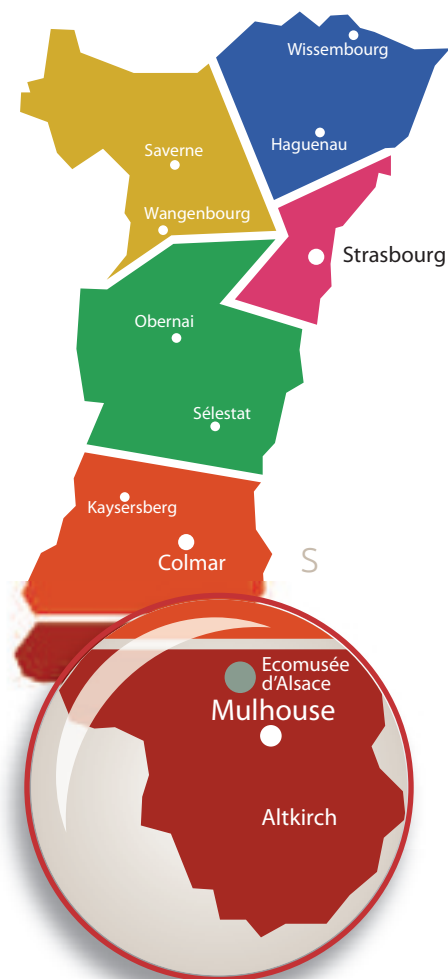 Wissembourg
Haguenau
Saverne
Wangenbourg
Strasbourg
Obernai
Sélestat
Kaysersberg
Colmar
S
Ecomusée
d'Alsace
Mulhouse
Altkirch